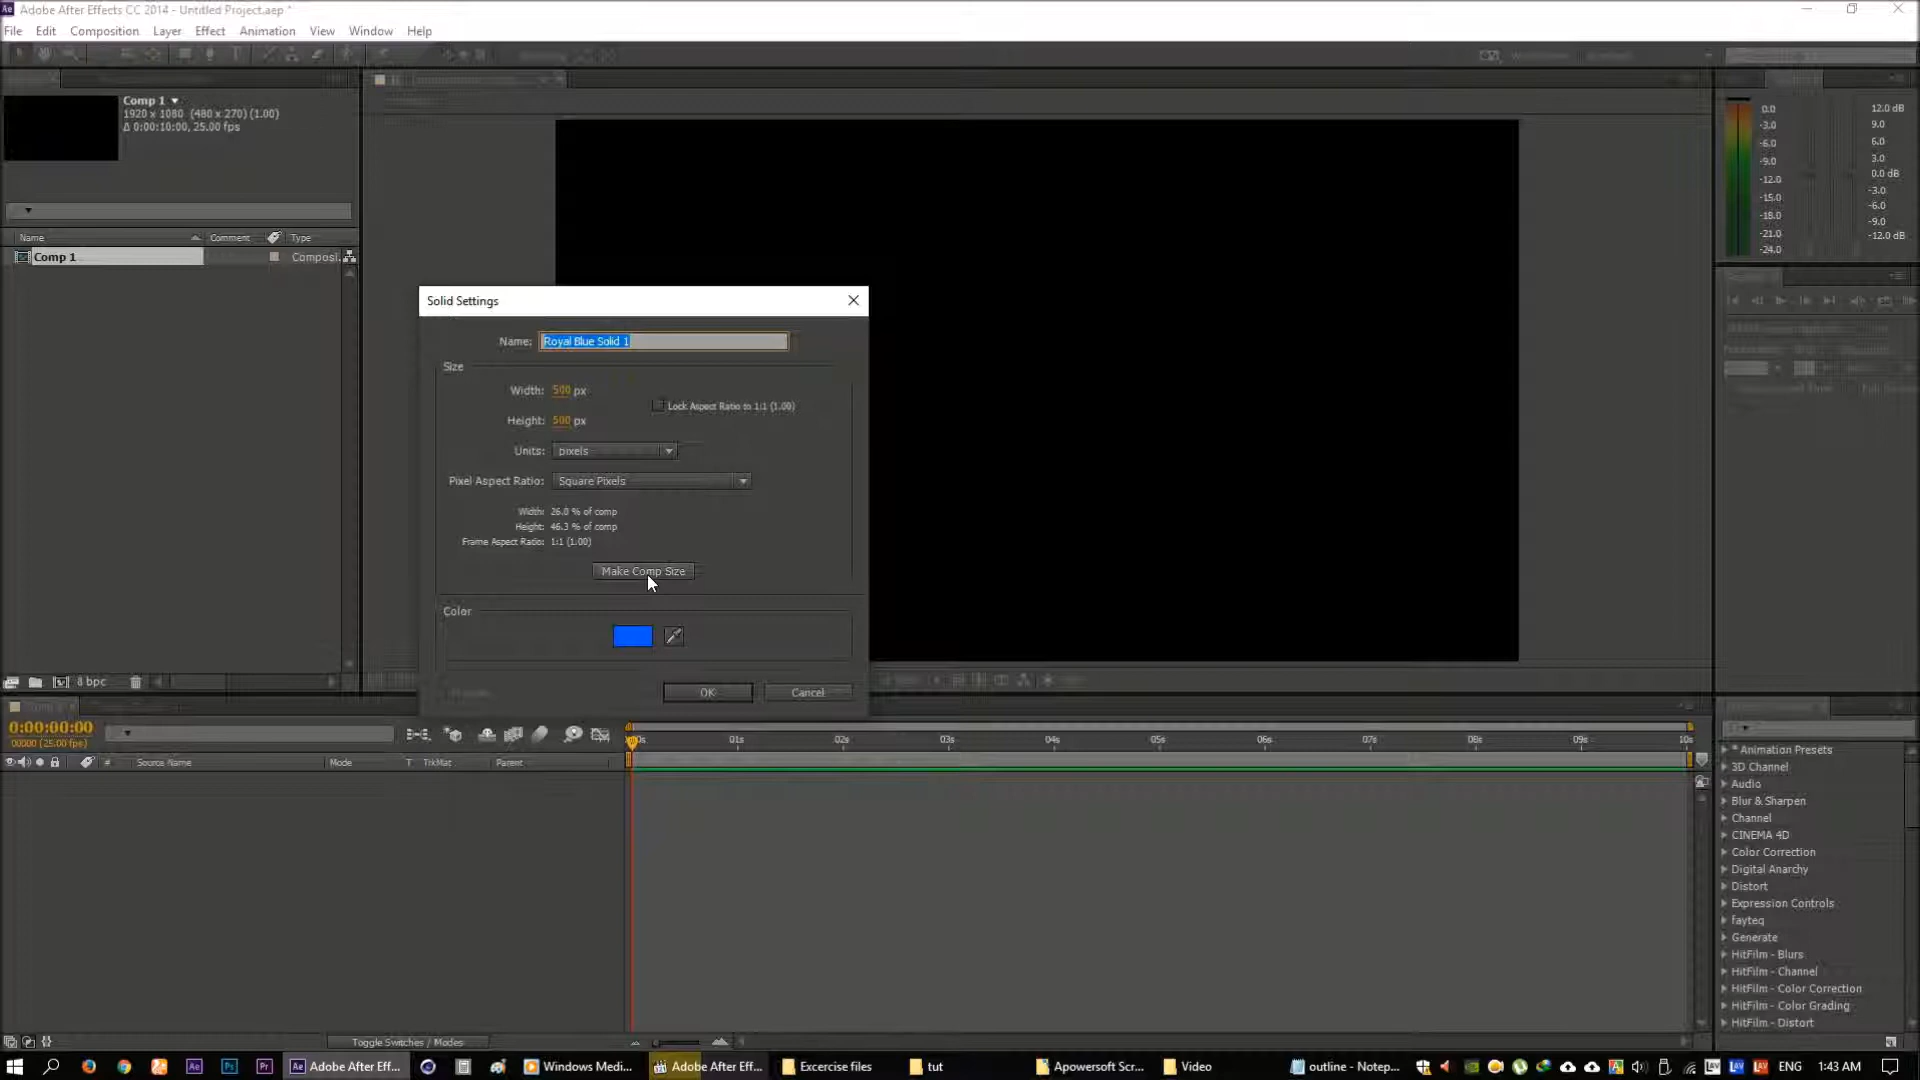 Adobe After Effects CC 2014 - Untitled Project.aep *
File Edit Composition Layer Effect Animation View Window Help
Comp 1
1920 x 1080 (480 x 270) (1.00)
Δ 0:00:10:00, 25.00 fps
Name Comment Type
Comp 1 Composi
8 bpc
Solid Settings
Name: Royal Blue Solid 1
Size
Width: 500 px
Lock Aspect Ratio to 1:1 (1.00)
Height: 500 px
Units: pixels
Pixel Aspect Ratio: Square Pixels
Width: 26.0 % of comp
Height: 46.3 % of comp
Frame Aspect Ratio: 1:1 (1.00)
Make Comp Size
Color
OK Cancel
0.0 12.0 dB
-3.0 9.0
-6.0 6.0
-9.0 3.0
-12.0 0.0 dB
-15.0 -3.0
-18.0 -6.0
-21.0 -9.0
-24.0 -12.0 dB
0:00:00:00
00000 (25.00 fps)
# Source Name Mode T TrkMat Parent
01s 02s 03s 04s 05s 06s 07s 08s 09s 10s
* Animation Presets
3D Channel
Audio
Blur & Sharpen
Channel
CINEMA 4D
Color Correction
Digital Anarchy
Distort
Expression Controls
fayteq
Generate
HitFilm - Blurs
HitFilm - Channel
HitFilm - Color Correction
HitFilm - Color Grading
HitFilm - Distort
Toggle Switches / Modes
Adobe After Eff... Windows Medi... Adobe After Eff... Excercise files tut Apowersoft Scr... Video outline - Notep... ENG 1:43 AM